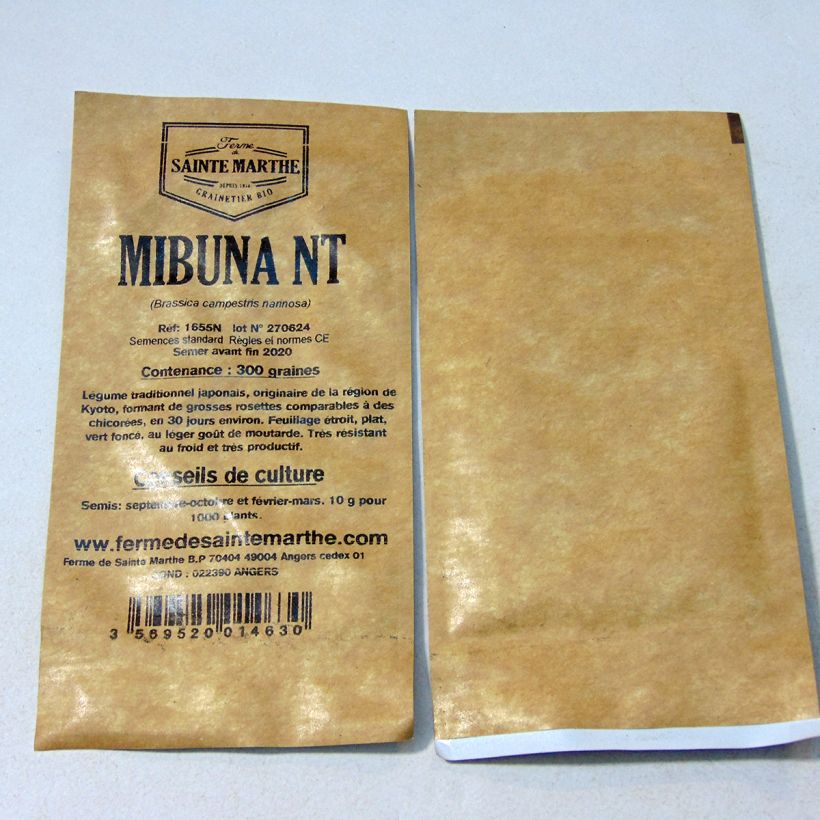 Ferme
de
SAINTE MARTHE
DEPUIS 1974
GRAINETIER BIO
MIBUNA NT
(Brassica campestris narinosa)
Réf: 1655N lot N° 270624
Semences standard Règles et normes CE
Semer avant fin 2020
Contenance : 300 graines
Légume traditionnel japonais, originaire de la région de
Kyoto, formant de grosses rosettes comparables à des
chicorées, en 30 jours environ. Feuillage étroit, plat,
vert foncé, au léger goût de moutarde. Très résistant
au froid et très productif.
Conseils de culture
Semis: septembre-octobre et février-mars. 10 g pour
1000 plants.
ww.fermedesaintemarthe.com
Ferme de Sainte Marthe B.P 70404 49004 Angers cedex 01
COND : 022390 ANGERS
3 569520 014630